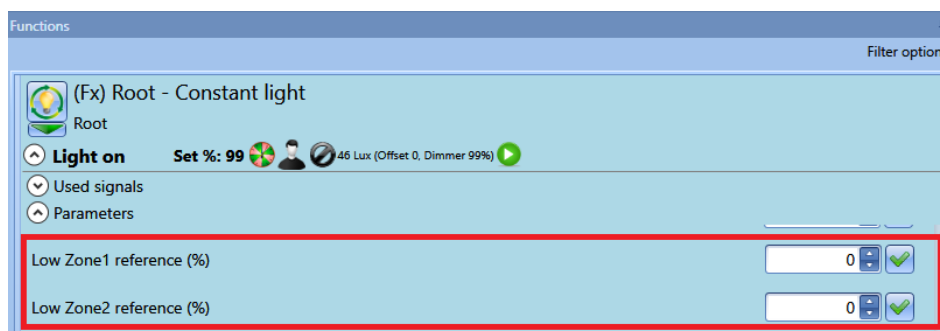 Functions
Filter option
(Fx) Root - Constant light
Root
Light on Set %: 99 46 Lux (Offset 0, Dimmer 99%)
Used signals
Parameters
Low Zone1 reference (%) 0
Low Zone2 reference (%) 0